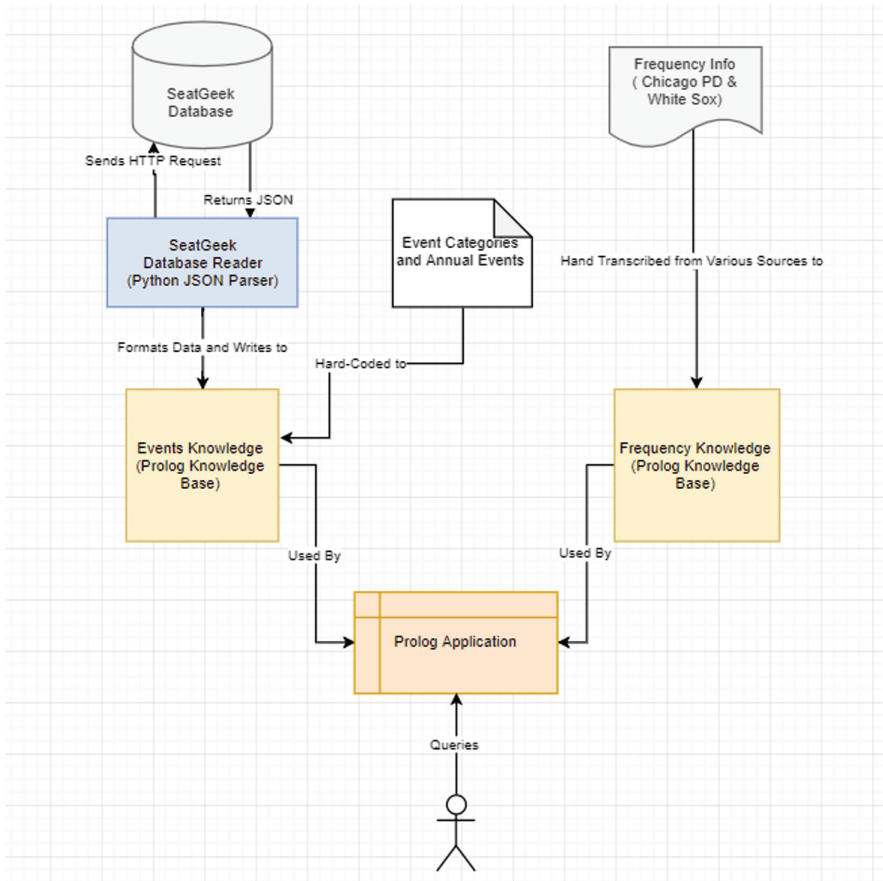 SeatGeek
Database
Frequency Info
( Chicago PD &
White Sox)
Sends HTTP Request
Returns JSON
SeatGeek
Database Reader
(Python JSON Parser)
Event Categories
and Annual Events
Hand Transcribed from Various Sources to
Formats Data and Writes to
Hard-Coded to
Events Knowledge
(Prolog Knowledge
Base)
Frequency Knowledge
(Prolog Knowledge
Base)
Used By
Used By
Prolog Application
Queries